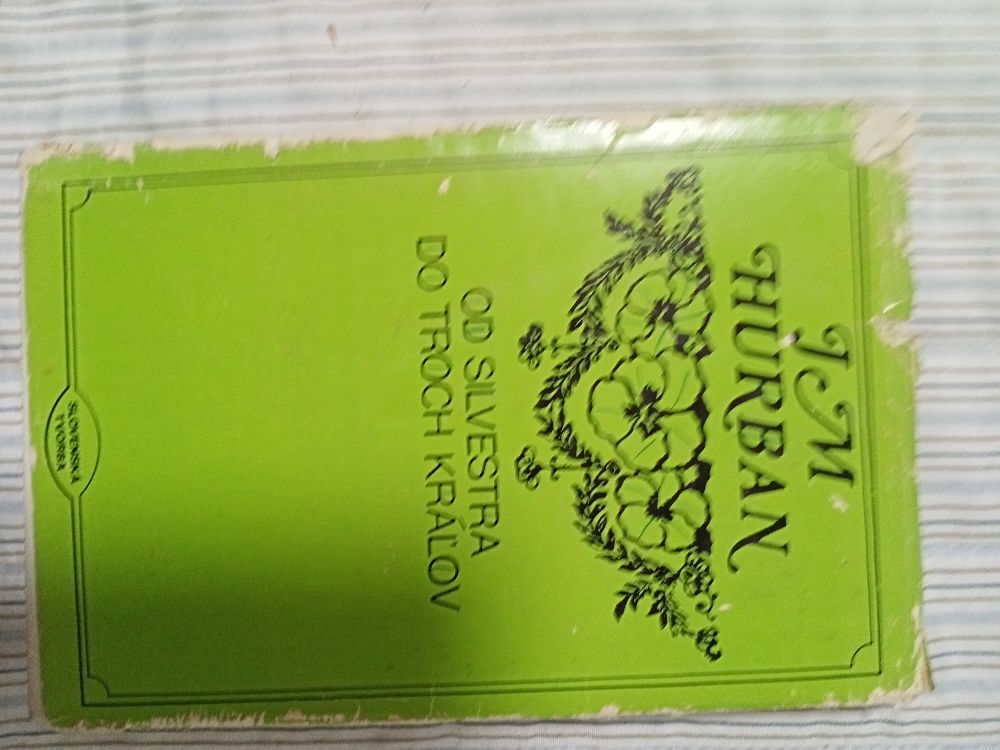 J M
HURBAN
OD SILVESTRA
DO TROCH KRÁĽOV
SLOVENSKÁ
TVORBA